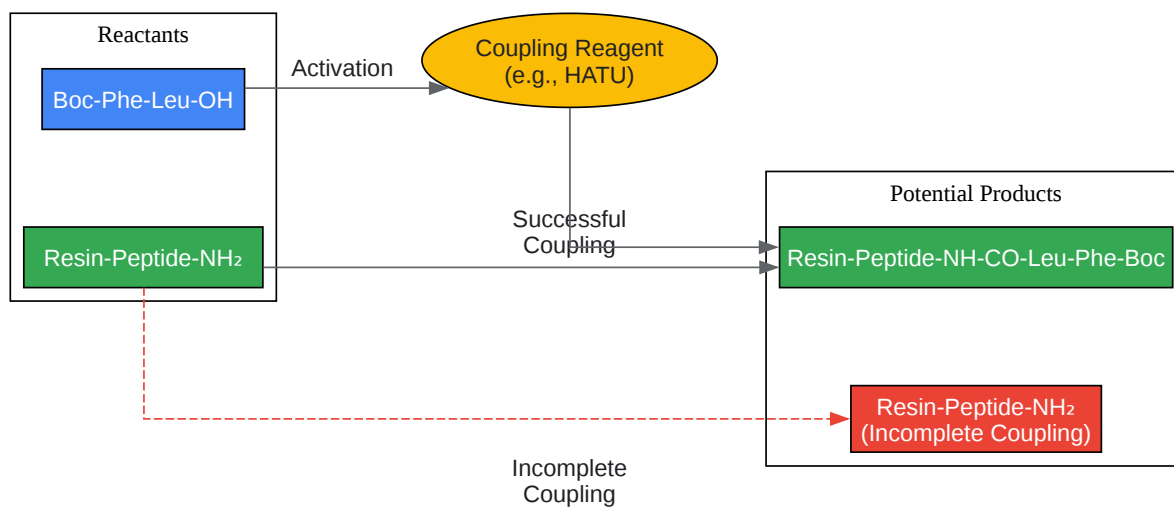 Reactants
Boc-Phe-Leu-OH
Activation
Coupling Reagent
(e.g., HATU)
Potential Products
Resin-Peptide-NH₂
Successful
Coupling
Resin-Peptide-NH-CO-Leu-Phe-Boc
Resin-Peptide-NH₂
(Incomplete Coupling)
Incomplete
Coupling